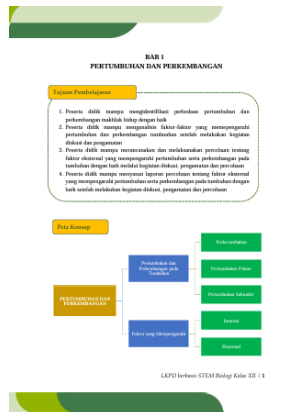 BAB 1
PERTUMBUHAN DAN PERKEMBANGAN
Tujuan Pembelajaran
1. Peserta didik mampu mengidentifikasi perbedaan pertumbuhan dan
perkembangan makhluk hidup dengan baik
2. Peserta didik mampu menganalisis faktor-faktor yang memepengaruhi
pertumbuhan dan perkembangan tumbuahan setelah melakukan kegiatan
diskusi dan pengamatan
3. Peserta didik mampu merancnakan dan melaksanakan percobaan tentang
faktor eksternal yang mempengaruhi pertumbuhan serta perkembangan pada
tumbuhan dengan baik melalui kegiatan diskusi, pengamatan dan percobaan
4. Peserta didik mampu menyusun laporan percobaan tentang faktor eksternal
yang mempengaruhi pertumbuhan serta perkembangan pada tumbuhan dengan
baik setelah melakukan kegiatan diskusi, pengamatan dan percobaan
Peta Konsep
PERTUMBUHAN DAN
PERKEMBANGAN
Pertumbuhan dan
Perkembangan pada
Tumbuhan
Perkecambahan
Pertumbuhan Primer
Pertumbuhan Sekunder
Faktor yang Mempengaruhi
Internal
Eksternal
LKPD berbasis STEM Biologi Kelas XII | 1